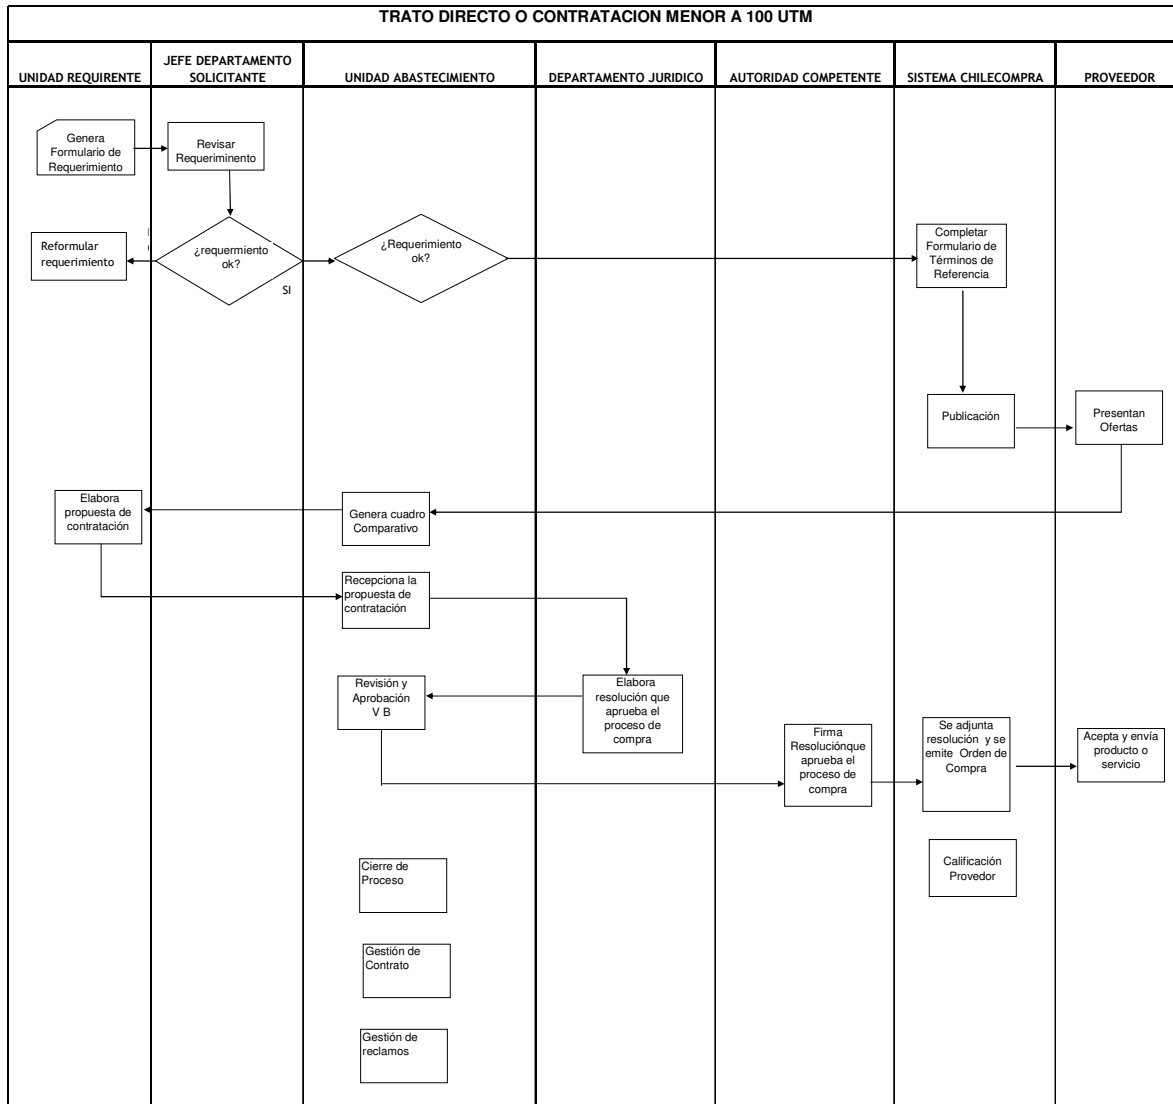 TRATO DIRECTO O CONTRATACION MENOR A 100 UTM
UNIDAD REQUIRENTE
JEFE DEPARTAMENTO
SOLICITANTE
UNIDAD ABASTECIMIENTO
DEPARTAMENTO JURIDICO
AUTORIDAD COMPETENTE
SISTEMA CHILECOMPRA
PROVEEDOR
Genera
Formulario de
Requerimiento
Revisar
Requeriminento
Reformular
requerimiento
¿requermiento
ok?
SI
¿Requerimiento
ok?
Completar
Formulario de
Términos de
Referencia
Publicación
Presentan
Ofertas
Elabora
propuesta de
contratación
Genera cuadro
Comparativo
Recepciona la
propuesta de
contratación
Revisión y
Aprobación
V B
Elabora
resolución que
aprueba el
proceso de
compra
Firma
Resoluciónque
aprueba el
proceso de
compra
Se adjunta
resolución y se
emite Orden de
Compra
Acepta y envía
producto o
servicio
Cierre de
Proceso
Calificación
Provedor
Gestión de
Contrato
Gestión de
reclamos